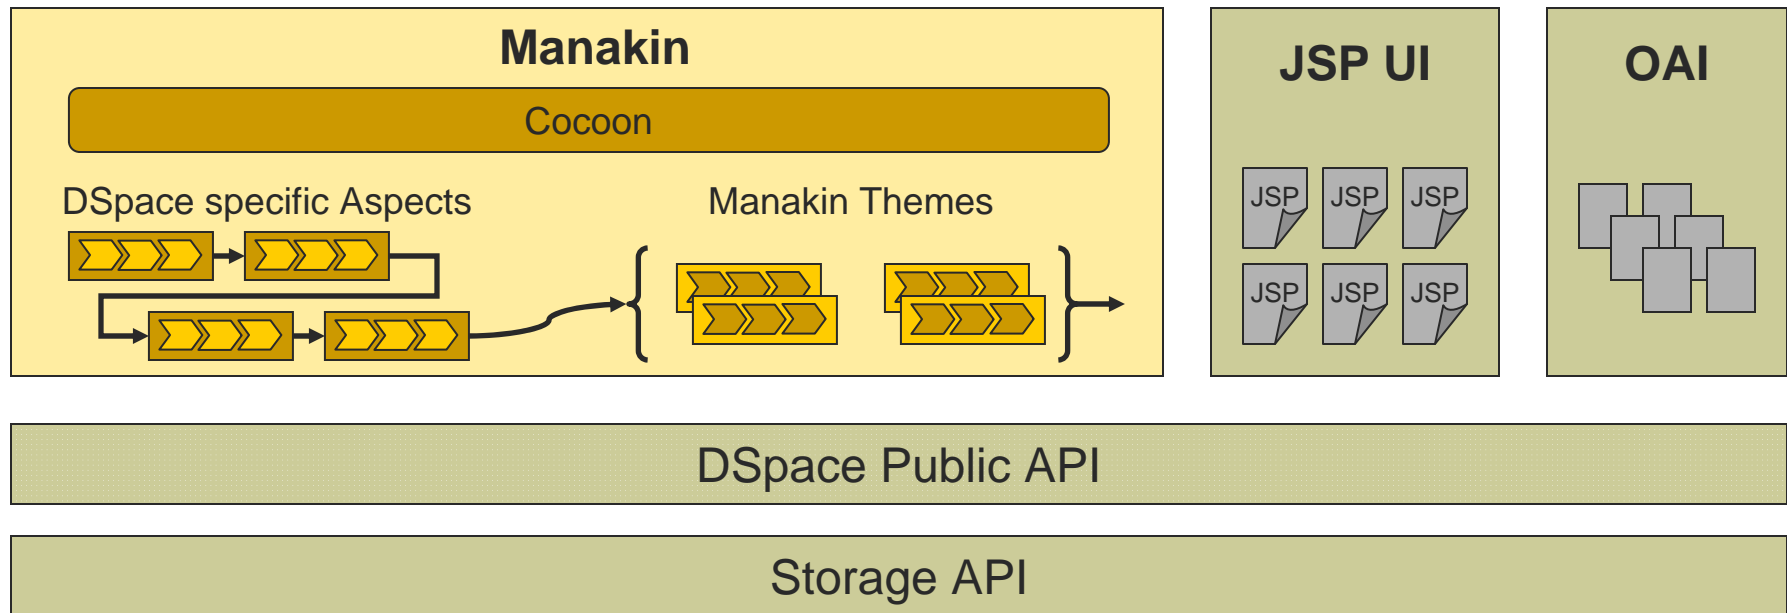 Manakin
Cocoon
DSpace specific Aspects
Manakin Themes
JSP UI
JSP JSP JSP
JSP JSP JSP
OAI
DSpace Public API
Storage API